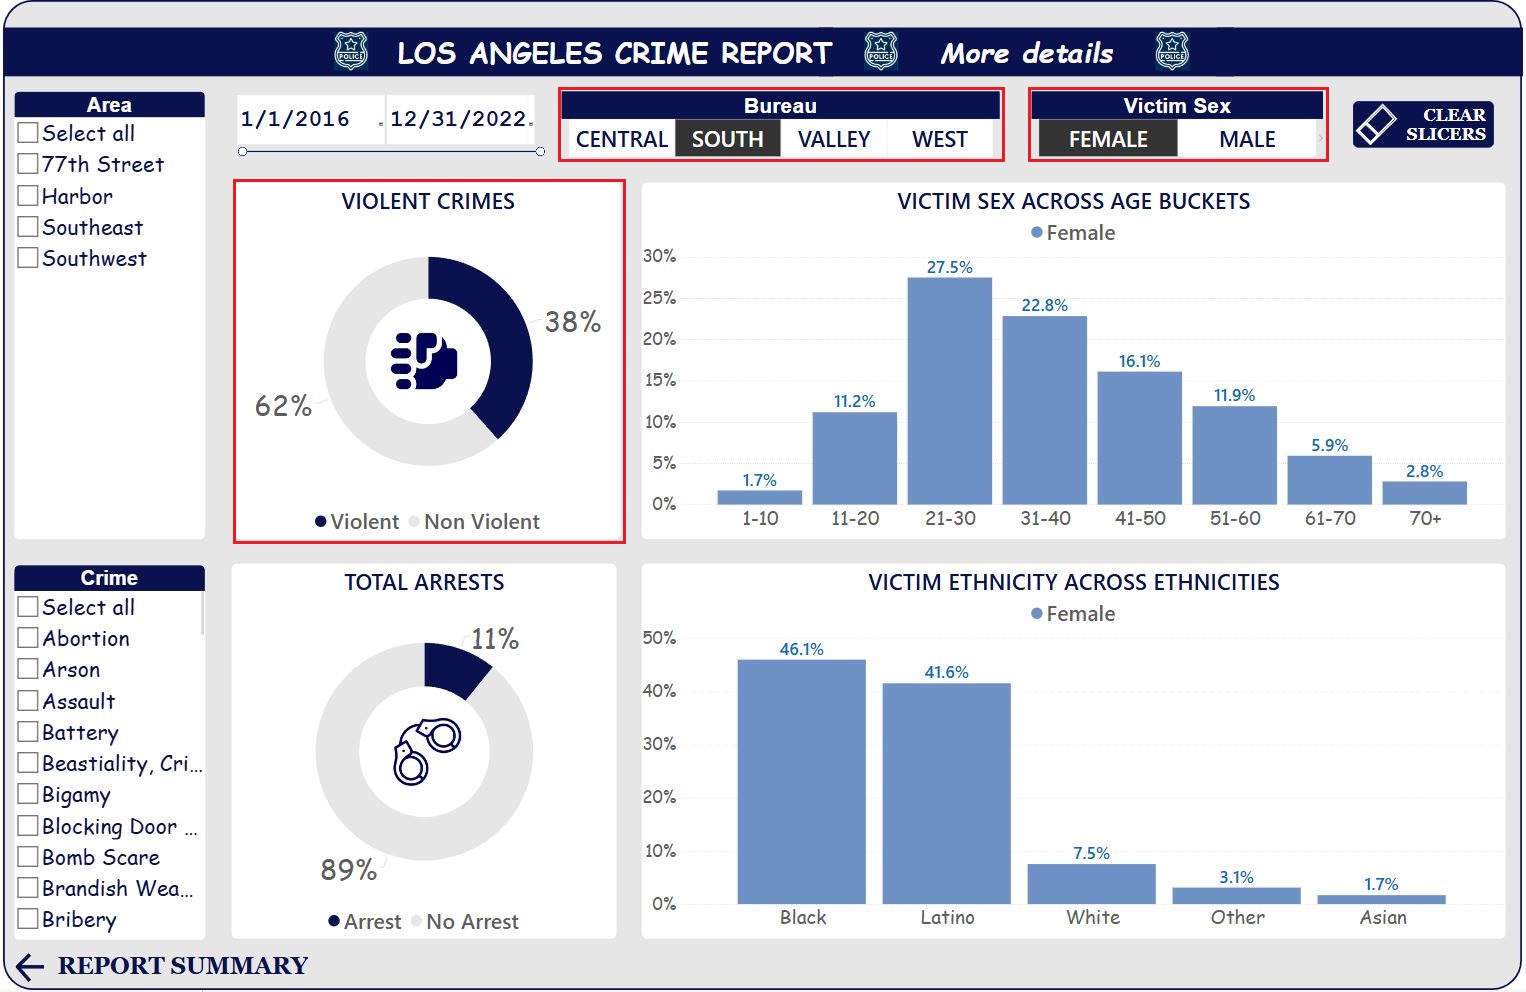 LOS ANGELES CRIME REPORT
More details
POLICE
POLICE
POLICE
Area
Select all
77th Street
Harbor
Southeast
Southwest
1/1/2016
12/31/2022
Bureau
CENTRAL SOUTH VALLEY WEST
Victim Sex
FEMALE MALE
CLEAR
SLICERS
VIOLENT CRIMES
38%
62%
Violent Non Violent
VICTIM SEX ACROSS AGE BUCKETS
Female
30%
25%
20%
15%
10%
5%
0%
1.7%
11.2%
27.5%
22.8%
16.1%
11.9%
5.9%
2.8%
1-10 11-20 21-30 31-40 41-50 51-60 61-70 70+
Crime
Select all
Abortion
Arson
Assault
Battery
Beastiality, Cri...
Bigamy
Blocking Door ...
Bomb Scare
Brandish Wea...
Bribery
TOTAL ARRESTS
11%
89%
Arrest No Arrest
VICTIM ETHNICITY ACROSS ETHNICITIES
Female
50%
40%
30%
20%
10%
0%
46.1%
41.6%
7.5%
3.1%
1.7%
Black Latino White Other Asian
REPORT SUMMARY